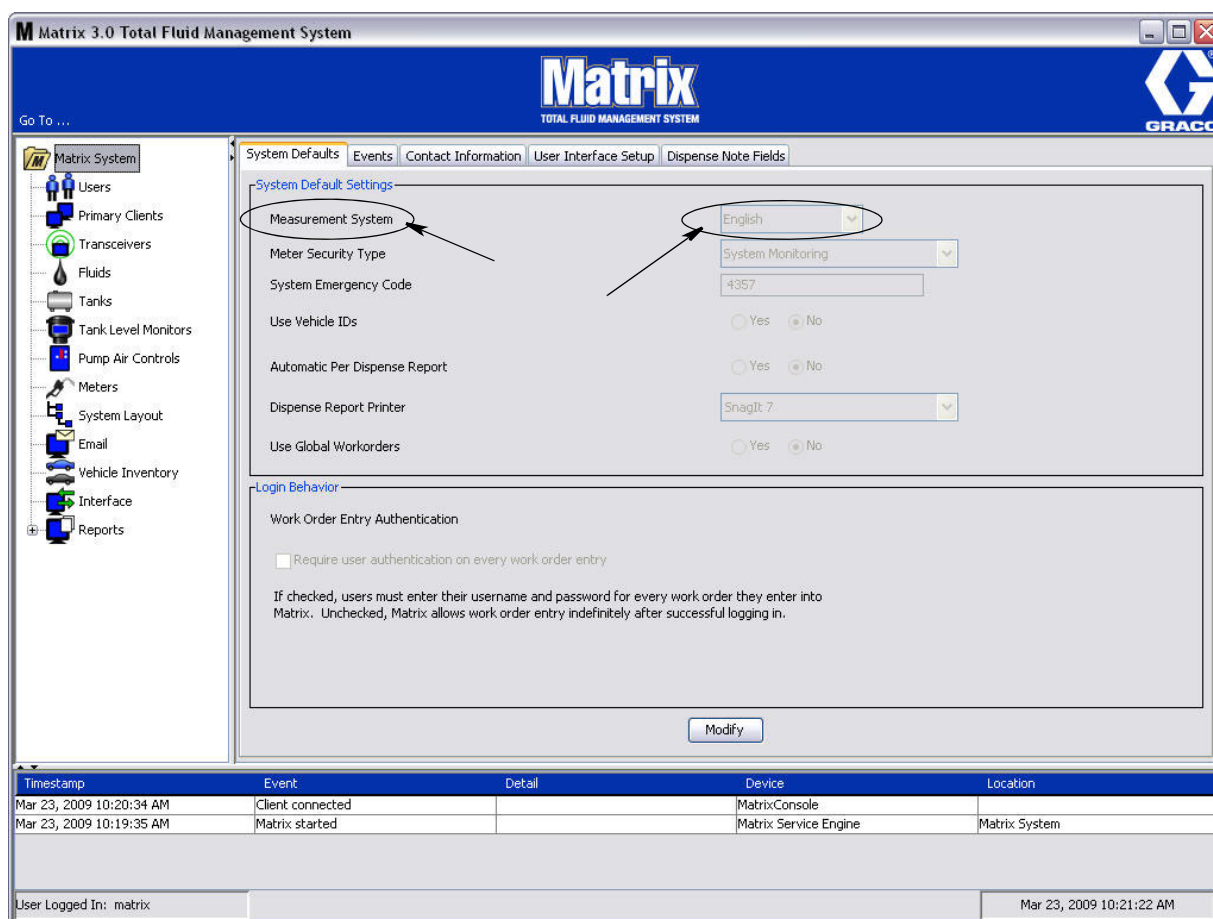 M Matrix 3.0 Total Fluid Management System
Matrix
TOTAL FLUID MANAGEMENT SYSTEM
Go To ...
GRACO
Matrix System
Users
Primary Clients
Transceivers
Fluids
Tanks
Tank Level Monitors
Pump Air Controls
Meters
System Layout
Email
Vehicle Inventory
Interface
Reports
System Defaults Events Contact Information User Interface Setup Dispense Note Fields
System Default Settings
Measurement System English
Meter Security Type System Monitoring
System Emergency Code 4357
Use Vehicle IDs Yes No
Automatic Per Dispense Report Yes No
Dispense Report Printer SnagIt 7
Use Global Workorders Yes No
Login Behavior
Work Order Entry Authentication
Require user authentication on every work order entry
If checked, users must enter their username and password for every work order they enter into
Matrix. Unchecked, Matrix allows work order entry indefinitely after successful logging in.
Modify
Timestamp Event Detail Device Location
Mar 23, 2009 10:20:34 AM Client connected MatrixConsole
Mar 23, 2009 10:19:35 AM Matrix started Matrix Service Engine Matrix System
User Logged In: matrix Mar 23, 2009 10:21:22 AM